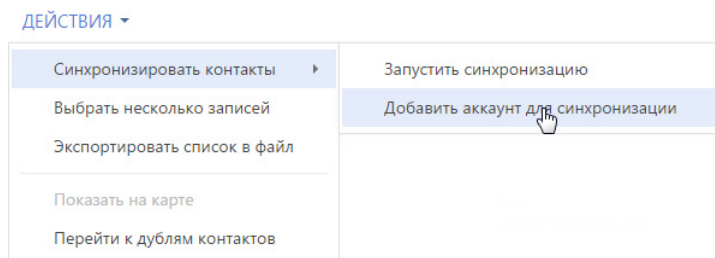 ДЕЙСТВИЯ
Синхронизировать контакты
Выбрать несколько записей
Экспортировать список в файл
Показать на карте
Перейти к дублям контактов
Запустить синхронизацию
Добавить аккаунт для синхронизации